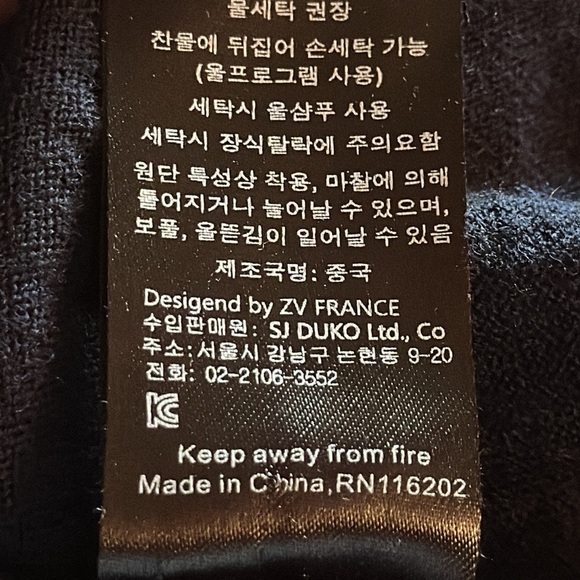 물세탁 권장
찬물에 뒤집어 손세탁 가능
(울프로그램 사용)
세탁시 울샴푸 사용
세탁시 장식탈락에 주의요함
원단 특성상 착용, 마찰에 의해
틀어지거나 늘어날 수 있으며,
보풀, 올뜯김이 일어날 수 있음
제조국명: 중국
Desigend by ZV FRANCE
수입판매원: SJ DUKO Ltd., Co
주소:서울시 강남구 논현동 9-20
전화: 02-2106-3552
KC
Keep away from fire
Made in China,RN116202